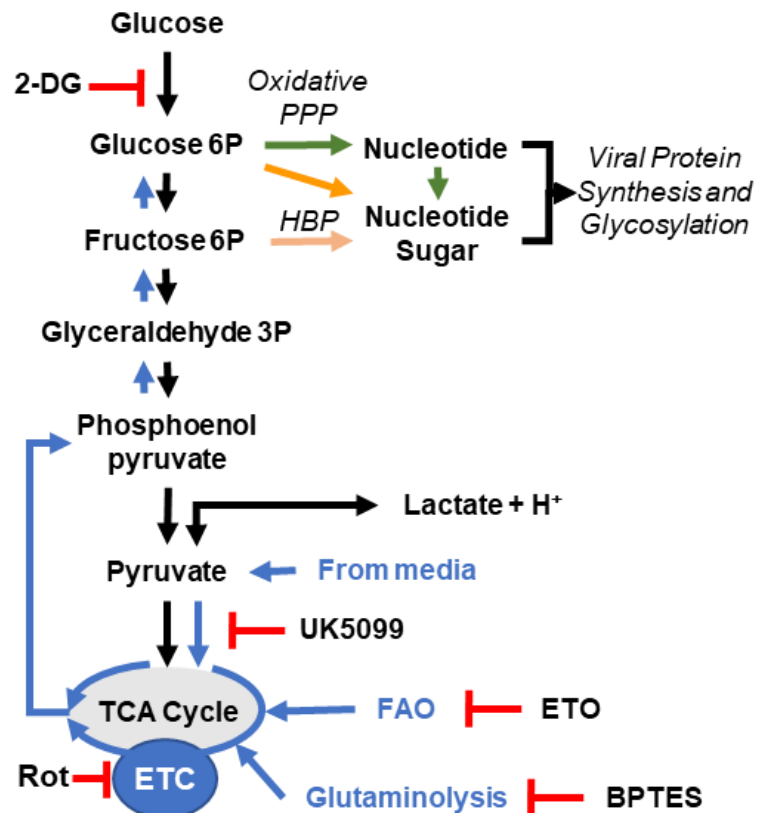 Glucose
2-DG
Oxidative
PPP
Glucose 6P
Nucleotide
Viral Protein
Synthesis and
Glycosylation
Fructose 6P
HBP
Nucleotide
Sugar
Glyceraldehyde 3P
Phosphoenol
pyruvate
Lactate + H⁺
Pyruvate
From media
UK5099
TCA Cycle
FAO
ETO
Rot
ETC
Glutaminolysis
BPTES